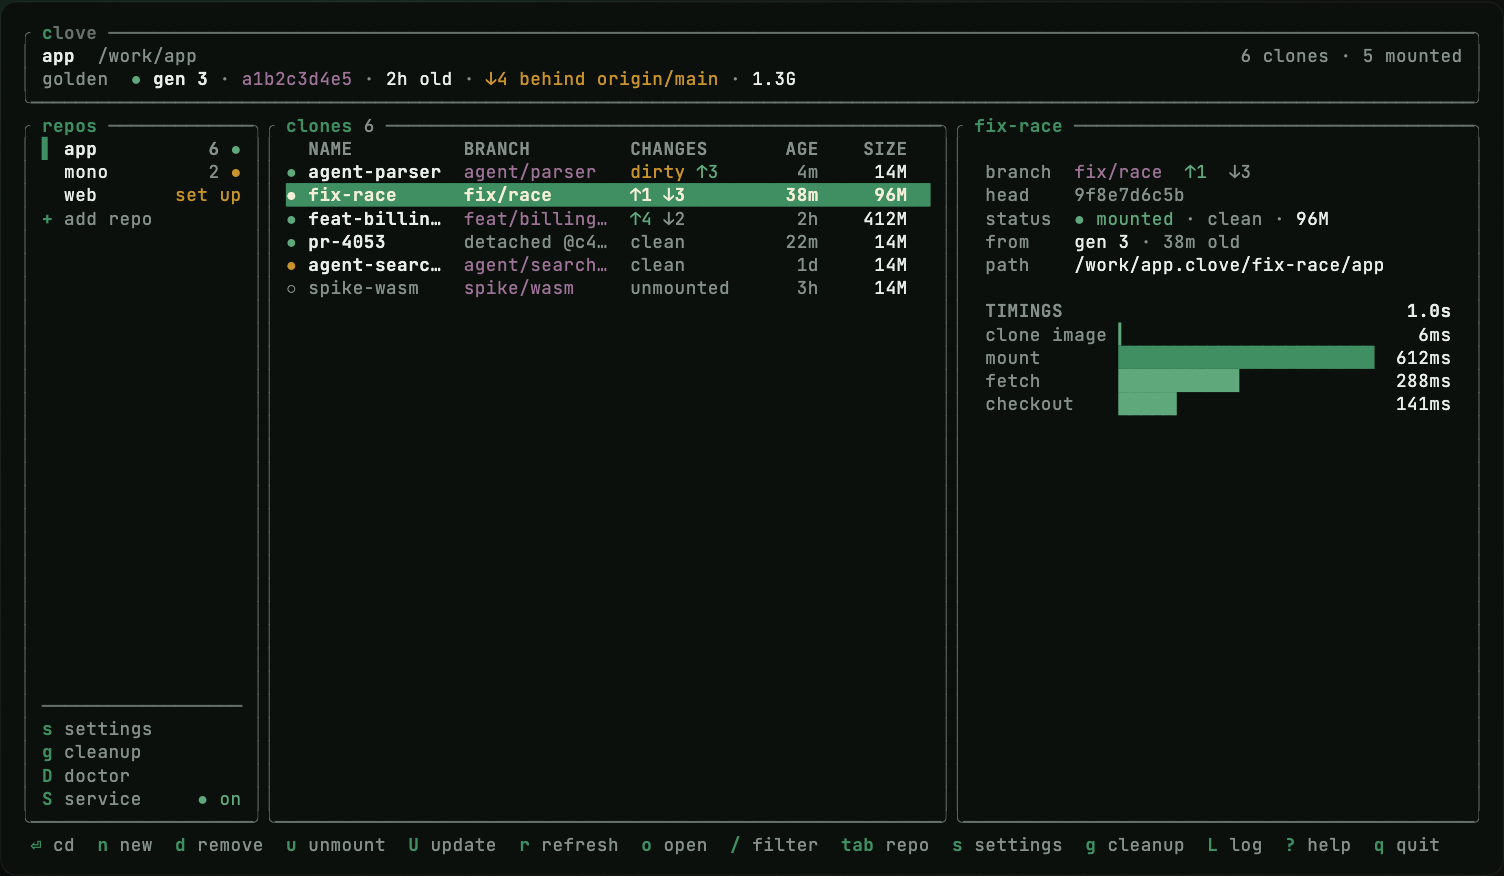 clove
app /work/app 6 clones · 5 mounted
golden ● gen 3 · a1b2c3d4e5 · 2h old · ↓4 behind origin/main · 1.3G
repos
app 6 ●
mono 2 ●
web set up
+ add repo
s settings
g cleanup
D doctor
S service ● on
clones 6
NAME BRANCH CHANGES AGE SIZE
● agent-parser agent/parser dirty ↑3 4m 14M
● fix-race fix/race ↑1 ↓3 38m 96M
● feat-billin… feat/billing… ↑4 ↓2 2h 412M
● pr-4053 detached @c4… clean 22m 14M
● agent-searc… agent/search… clean 1d 14M
○ spike-wasm spike/wasm unmounted 3h 14M
fix-race
branch fix/race ↑1 ↓3
head 9f8e7d6c5b
status ● mounted · clean · 96M
from gen 3 · 38m old
path /work/app.clove/fix-race/app
TIMINGS 1.0s
clone image 6ms
mount 612ms
fetch 288ms
checkout 141ms
⏎ cd n new d remove u unmount U update r refresh o open / filter tab repo s settings g cleanup L log ? help q quit